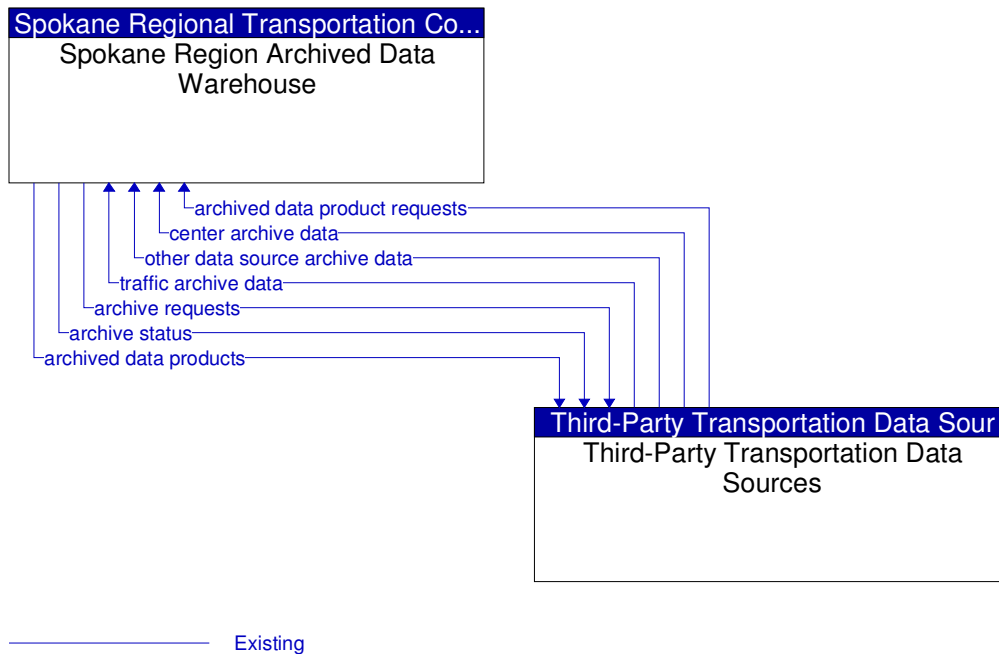 Spokane Regional Transportation Co...
Spokane Region Archived Data
Warehouse
archived data product requests
center archive data
other data source archive data
traffic archive data
archive requests
archive status
archived data products
Third-Party Transportation Data Sour
Third-Party Transportation Data
Sources
Existing